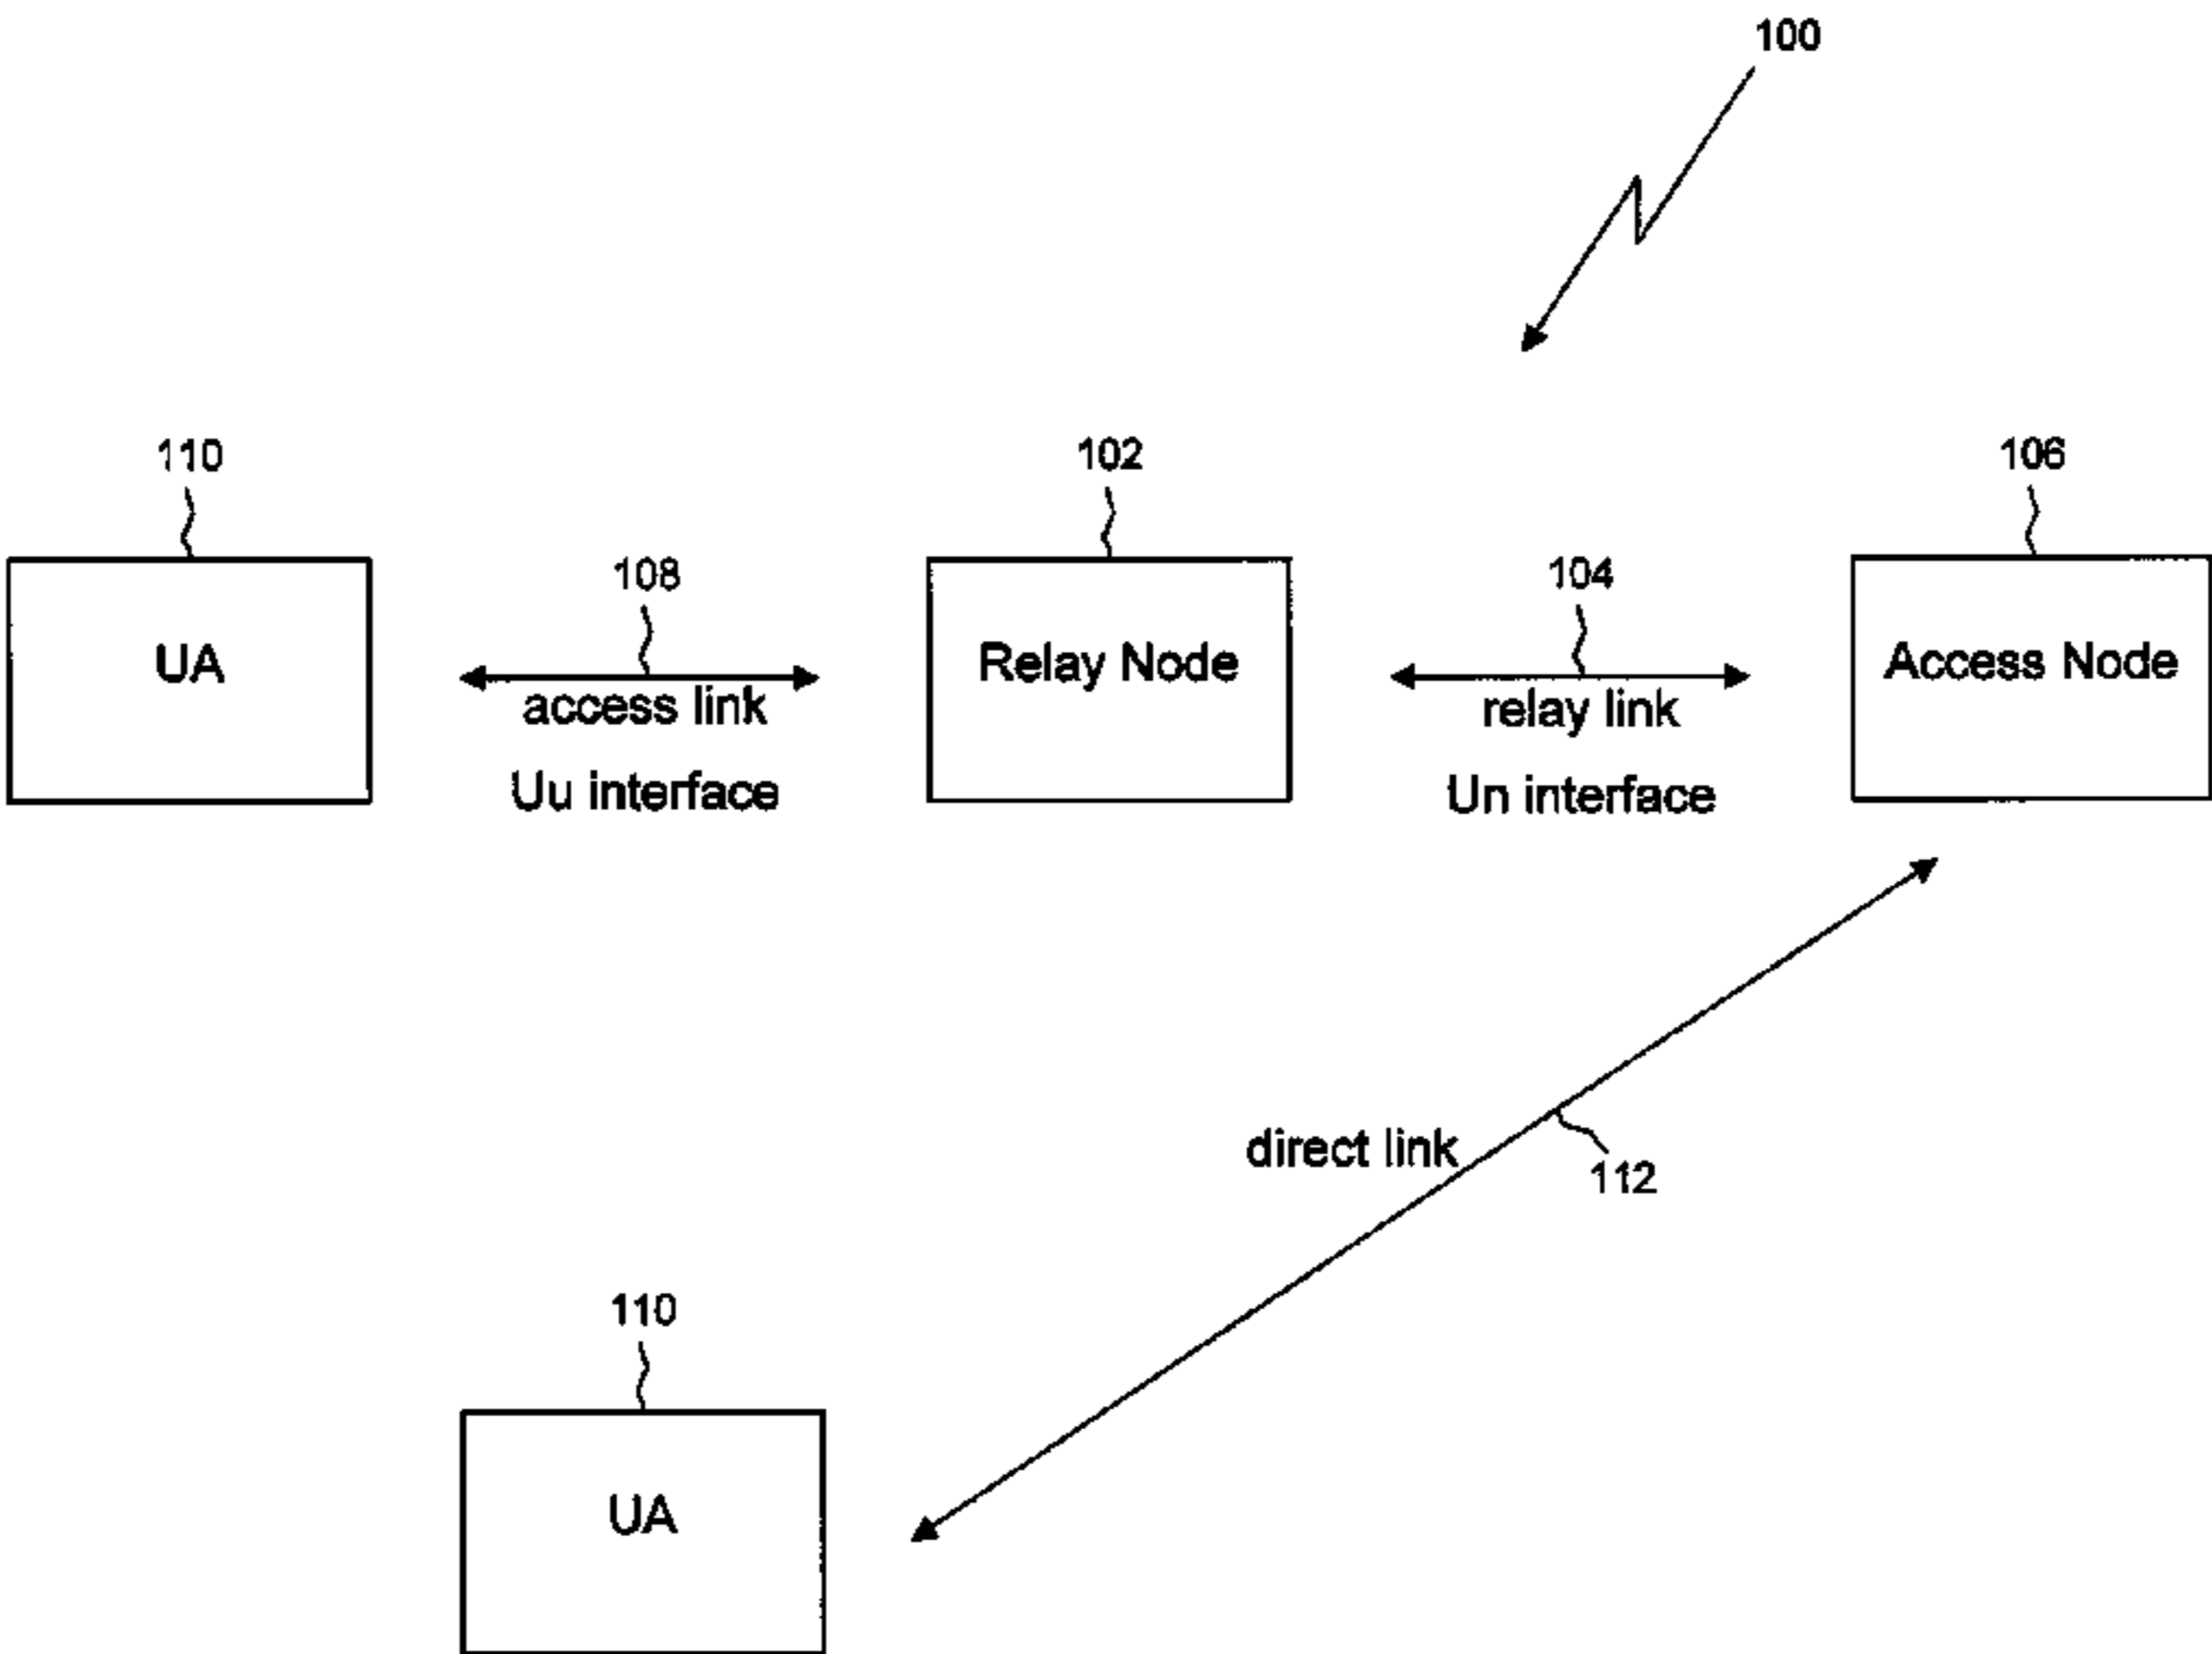 100
110
102
106
108
104
UA
Relay Node
Access Node
access link
relay link
Uu interface
Un interface
direct link
112
110
UA